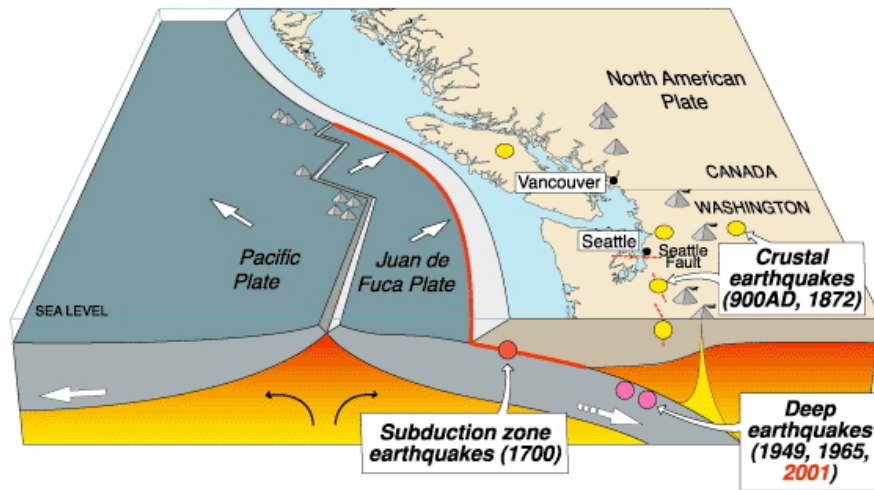 North American
Plate
CANADA
Vancouver
WASHINGTON
Seattle
Seattle
Fault
Crustal
earthquakes
(900AD, 1872)
Pacific
Plate
Juan de
Fuca Plate
SEA LEVEL
Subduction zone
earthquakes (1700)
Deep
earthquakes
(1949, 1965,
2001)